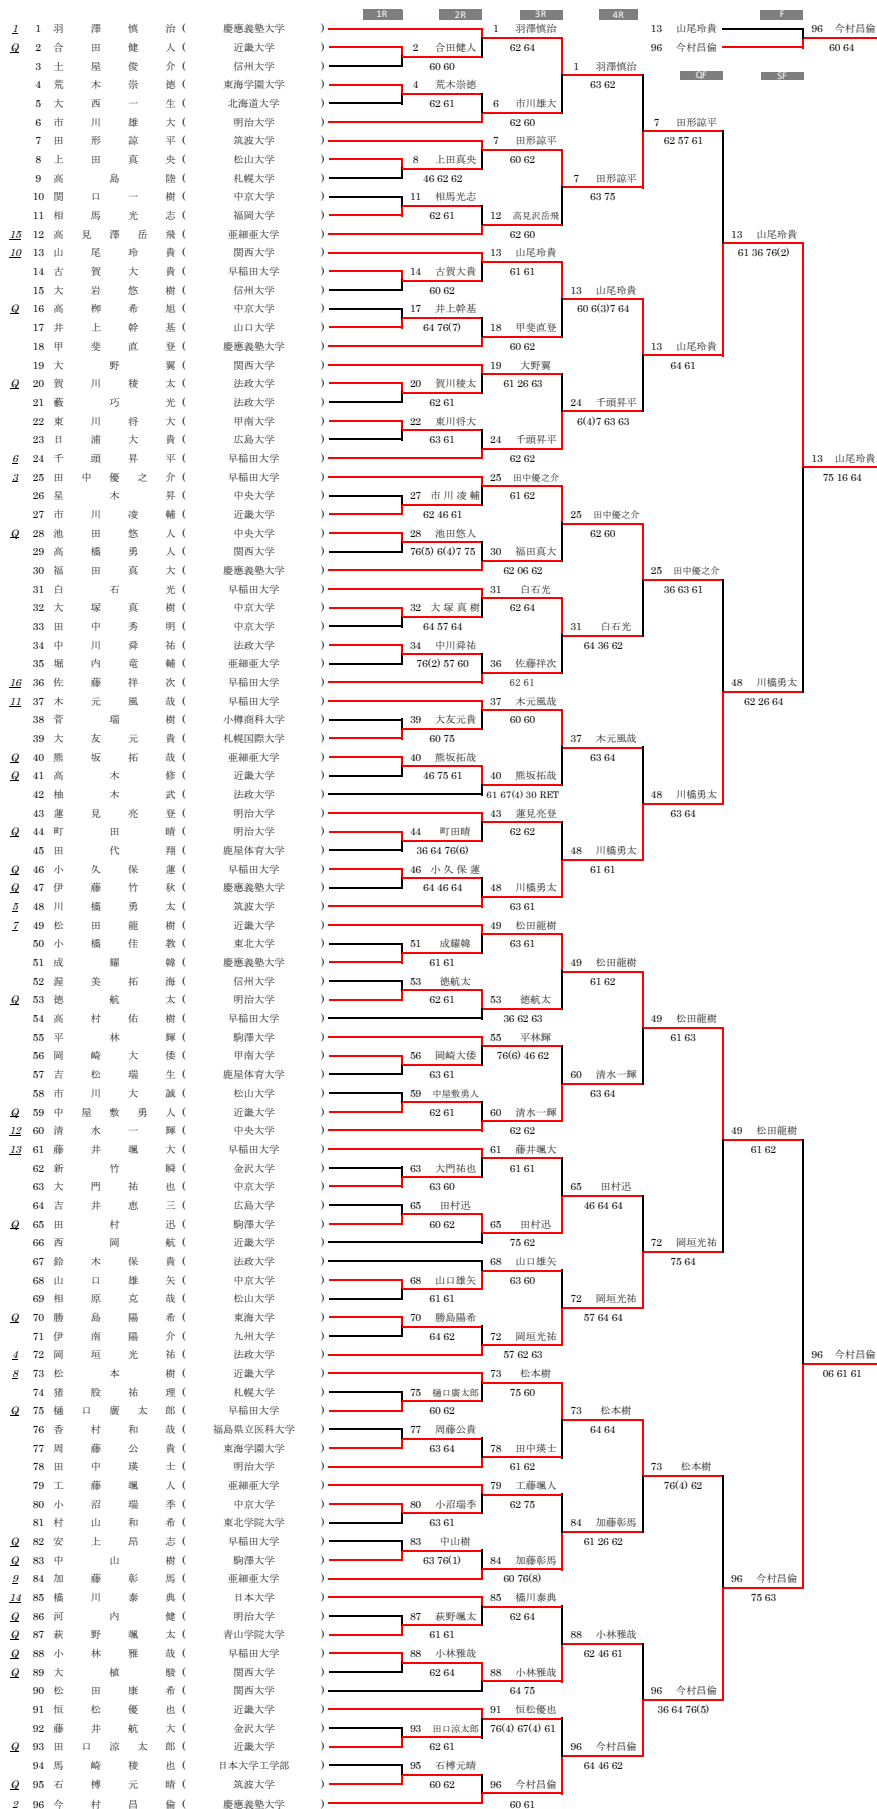 1R 2R 3R 4R F
QF SF
1 1 羽澤慎治 ( 慶應義塾大学 )
Q 2 合田健人 ( 近畿大学 )
3 土屋俊介 ( 信州大学 )
4 荒木崇徳 ( 東海学園大学 )
5 大西一生 ( 北海道大学 )
6 市川雄大 ( 明治大学 )
7 田形諒平 ( 筑波大学 )
8 上田真央 ( 松山大学 )
9 高島陸 ( 札幌大学 )
10 関口一樹 ( 中京大学 )
11 相馬光志 ( 福岡大学 )
15 12 高見澤岳飛 ( 亜細亜大学 )
10 13 山尾玲貴 ( 関西大学 )
14 古賀大貴 ( 早稲田大学 )
15 大岩悠樹 ( 信州大学 )
Q 16 高栁希旭 ( 中京大学 )
17 井上幹基 ( 山口大学 )
18 甲斐直登 ( 慶應義塾大学 )
19 大野翼 ( 関西大学 )
Q 20 賀川稜太 ( 法政大学 )
21 藪巧光 ( 法政大学 )
22 東川将大 ( 甲南大学 )
23 日浦大貴 ( 広島大学 )
6 24 千頭昇平 ( 早稲田大学 )
3 25 田中優之介 ( 早稲田大学 )
26 星木昇 ( 中央大学 )
27 市川凌輔 ( 近畿大学 )
Q 28 池田悠人 ( 中央大学 )
29 高橋勇人 ( 関西大学 )
30 福田真大 ( 慶應義塾大学 )
31 白石光 ( 早稲田大学 )
32 大塚真樹 ( 中京大学 )
33 田中秀明 ( 中京大学 )
34 中川舜祐 ( 法政大学 )
35 堀内竜輔 ( 亜細亜大学 )
16 36 佐藤祥次 ( 早稲田大学 )
11 37 木元風哉 ( 早稲田大学 )
38 菅瑞樹 ( 小樽商科大学 )
39 大友元貴 ( 札幌国際大学 )
Q 40 熊坂拓哉 ( 亜細亜大学 )
Q 41 高木修 ( 近畿大学 )
42 柚木武 ( 法政大学 )
43 蓮見亮登 ( 明治大学 )
Q 44 町田晴 ( 明治大学 )
45 田代翔 ( 鹿屋体育大学 )
Q 46 小久保蓮 ( 早稲田大学 )
Q 47 伊藤竹秋 ( 慶應義塾大学 )
5 48 川橋勇太 ( 筑波大学 )
7 49 松田龍樹 ( 近畿大学 )
50 小橋佳教 ( 東北大学 )
51 成耀韓 ( 慶應義塾大学 )
52 渥美拓海 ( 信州大学 )
Q 53 徳航太 ( 明治大学 )
54 高村佑樹 ( 早稲田大学 )
55 平林輝 ( 駒澤大学 )
56 岡崎大倭 ( 甲南大学 )
57 吉松瑞生 ( 鹿屋体育大学 )
58 市川大誠 ( 松山大学 )
Q 59 中屋敷勇人 ( 近畿大学 )
12 60 清水一輝 ( 中央大学 )
13 61 藤井颯大 ( 早稲田大学 )
62 新竹瞬 ( 金沢大学 )
63 大門祐也 ( 中京大学 )
64 吉井恵三 ( 広島大学 )
Q 65 田村迅 ( 駒澤大学 )
66 西岡航 ( 近畿大学 )
67 鈴木保貴 ( 法政大学 )
68 山口雄矢 ( 中京大学 )
69 相原克哉 ( 松山大学 )
Q 70 勝島陽希 ( 東海大学 )
71 伊南陽介 ( 九州大学 )
4 72 岡垣光祐 ( 法政大学 )
8 73 松本樹 ( 近畿大学 )
74 猪股祐理 ( 札幌大学 )
Q 75 樋口廣太郎 ( 早稲田大学 )
76 香村和哉 ( 福島県立医科大学 )
77 周藤公貴 ( 東海学園大学 )
78 田中瑛士 ( 明治大学 )
79 工藤颯人 ( 亜細亜大学 )
80 小沼瑞季 ( 中京大学 )
81 村山和希 ( 東北学院大学 )
Q 82 安上昂志 ( 早稲田大学 )
Q 83 中山樹 ( 駒澤大学 )
9 84 加藤彰馬 ( 亜細亜大学 )
14 85 橋川泰典 ( 日本大学 )
Q 86 河内健 ( 明治大学 )
Q 87 萩野颯太 ( 青山学院大学 )
Q 88 小林雅哉 ( 早稲田大学 )
Q 89 大植駿 ( 関西大学 )
90 松田康希 ( 関西大学 )
91 恒松優也 ( 近畿大学 )
92 藤井航大 ( 金沢大学 )
Q 93 田口涼太郎 ( 近畿大学 )
94 馬崎稜也 ( 日本大学工学部 )
Q 95 石榑元晴 ( 筑波大学 )
2 96 今村昌倫 ( 慶應義塾大学 )
2 合田健人
60 60
4 荒木崇徳
62 61
8 上田真央
46 62 62
11 相馬光志
62 61
14 古賀大貴
60 62
17 井上幹基
64 76(7)
20 賀川稜太
62 61
22 東川将大
63 61
27 市川凌輔
62 46 61
28 池田悠人
76(5) 6(4)7 75
32 大塚真樹
64 57 64
34 中川舜祐
76(2) 57 60
39 大友元貴
60 75
40 熊坂拓哉
46 75 61
44 町田晴
36 64 76(6)
46 小久保蓮
64 46 64
51 成耀韓
61 61
53 徳航太
62 61
56 岡崎大倭
63 61
59 中屋敷勇人
62 61
63 大門祐也
63 60
65 田村迅
60 62
68 山口雄矢
61 61
70 勝島陽希
64 62
75 樋口廣太郎
60 62
77 周藤公貴
63 64
80 小沼瑞季
63 61
83 中山樹
63 76(1)
87 萩野颯太
61 61
88 小林雅哉
62 64
93 田口涼太郎
62 61
95 石榑元晴
60 62
1 羽澤慎治
62 64
6 市川雄大
62 60
7 田形諒平
60 62
12 高見沢岳飛
62 60
13 山尾玲貴
61 61
18 甲斐直登
60 62
19 大野翼
61 26 63
24 千頭昇平
62 62
25 田中優之介
61 62
30 福田真大
62 06 62
31 白石光
62 64
36 佐藤祥次
62 61
37 木元風哉
60 60
40 熊坂拓哉
61 67(4) 30 RET
43 蓮見亮登
62 62
48 川橋勇太
63 61
49 松田龍樹
63 61
53 徳航太
36 62 63
55 平林輝
76(6) 46 62
60 清水一輝
62 62
61 藤井颯大
61 61
65 田村迅
75 62
68 山口雄矢
63 60
72 岡垣光祐
57 62 63
73 松本樹
75 60
78 田中瑛士
61 62
79 工藤颯人
62 75
84 加藤彰馬
60 76(8)
85 橋川泰典
62 64
88 小林雅哉
64 75
91 恒松優也
76(4) 67(4) 61
96 今村昌倫
60 61
1 羽澤慎治
63 62
7 田形諒平
63 75
13 山尾玲貴
60 6(3)7 64
24 千頭昇平
6(4)7 63 63
25 田中優之介
62 60
31 白石光
64 36 62
37 木元風哉
63 64
48 川橋勇太
61 61
49 松田龍樹
61 62
60 清水一輝
63 64
65 田村迅
46 64 64
72 岡垣光祐
57 64 64
73 松本樹
64 64
84 加藤彰馬
61 26 62
88 小林雅哉
62 46 61
96 今村昌倫
64 46 62
7 田形諒平
62 57 61
13 山尾玲貴
64 61
25 田中優之介
36 63 61
48 川橋勇太
63 64
49 松田龍樹
61 63
72 岡垣光祐
75 64
73 松本樹
76(4) 62
96 今村昌倫
36 64 76(5)
13 山尾玲貴
61 36 76(2)
48 川橋勇太
62 26 64
49 松田龍樹
61 62
96 今村昌倫
75 63
13 山尾玲貴
75 16 64
96 今村昌倫
06 61 61
13 山尾玲貴
96 今村昌倫
96 今村昌倫
60 64